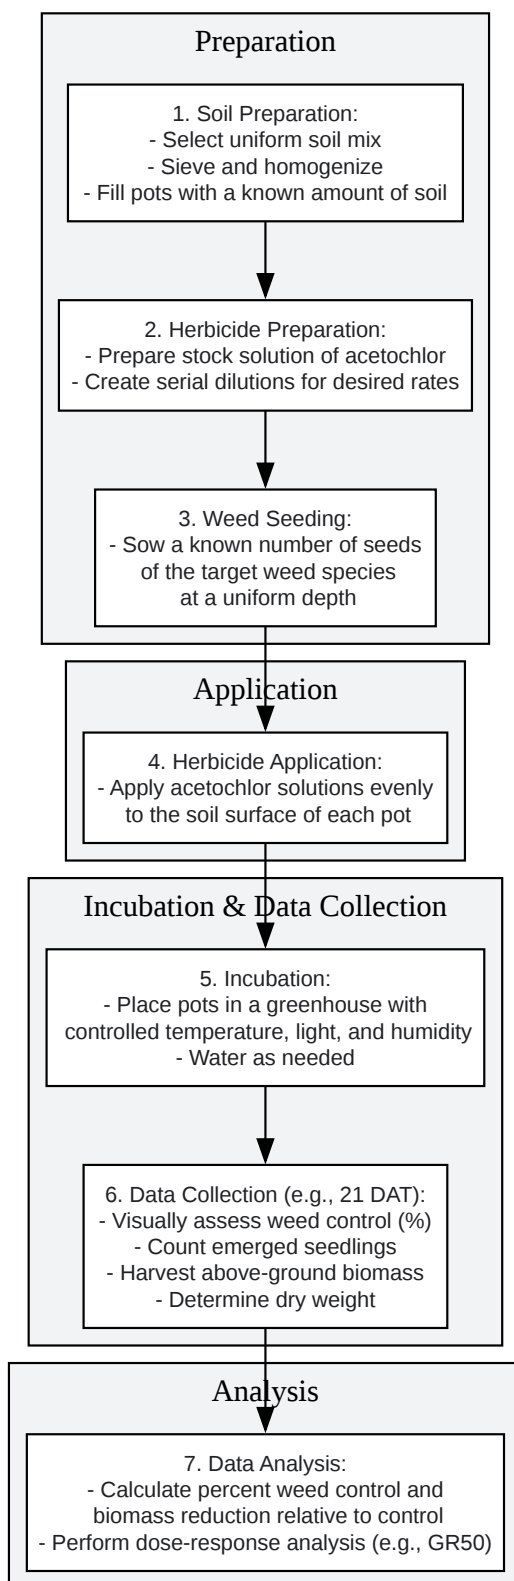 Preparation
1. Soil Preparation:
- Select uniform soil mix
- Sieve and homogenize
- Fill pots with a known amount of soil
2. Herbicide Preparation:
- Prepare stock solution of acetochlor
- Create serial dilutions for desired rates
3. Weed Seeding:
- Sow a known number of seeds
of the target weed species
at a uniform depth
Application
4. Herbicide Application:
- Apply acetochlor solutions evenly
to the soil surface of each pot
Incubation & Data Collection
5. Incubation:
- Place pots in a greenhouse with
controlled temperature, light, and humidity
- Water as needed
6. Data Collection (e.g., 21 DAT):
- Visually assess weed control (%)
- Count emerged seedlings
- Harvest above-ground biomass
- Determine dry weight
Analysis
7. Data Analysis:
- Calculate percent weed control and
biomass reduction relative to control
- Perform dose-response analysis (e.g., GR50)